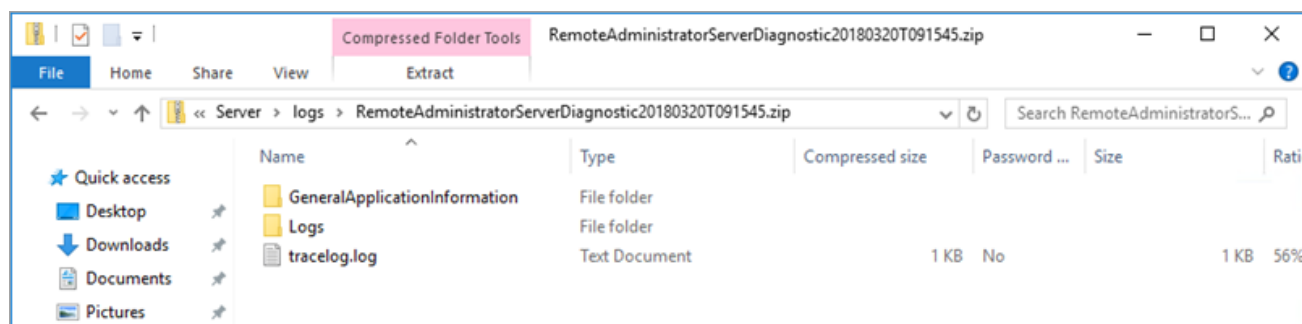 Compressed Folder Tools RemoteAdministratorServerDiagnostic20180320T091545.zip
File Home Share View Extract
« Server > logs > RemoteAdministratorServerDiagnostic20180320T091545.zip Search RemoteAdministratorS...
Name Type Compressed size Password ... Size Rati
Quick access
GeneralApplicationInformation File folder
Desktop
Logs File folder
Downloads
tracelog.log Text Document 1 KB No 1 KB 56%
Documents
Pictures